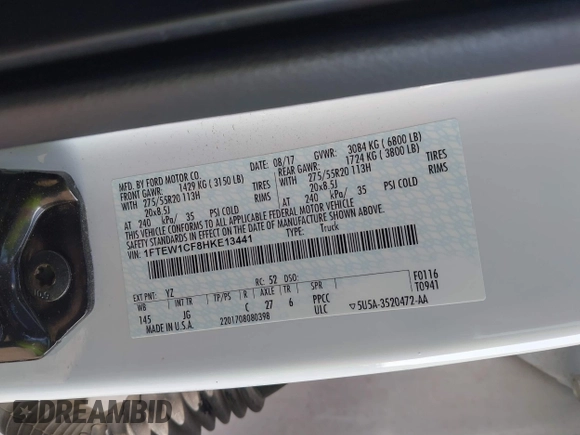 MFD. BY FORD MOTOR CO.
DATE: 08/17 GVWR: 3084 KG (6800 LB)
FRONT GAWR: 1429 KG (3150 LB) REAR GAWR: 1724 KG (3800 LB)
WITH 275/55R20 113H TIRES WITH 275/55R20 113H TIRES
20x8.5J RIMS 20x8.5J RIMS
AT 240 kPa/ 35 PSI COLD AT 240 kPa/ 35 PSI COLD
THIS VEHICLE CONFORMS TO ALL APPLICABLE FEDERAL MOTOR VEHICLE
SAFETY STANDARDS IN EFFECT ON THE DATE OF MANUFACTURE SHOWN ABOVE.
VIN: 1FTEW1CF8HKE13441 TYPE: Truck
F0116
T0941
EXT PNT: YZ RC: 52 DSO:
WB INT TR TP/PS R AXLE TR SPR
145 JG C 27 6 PPCC
MADE IN U.S.A. 2201708080398 ULC 5U5A-3520472-AA
DREAMBID